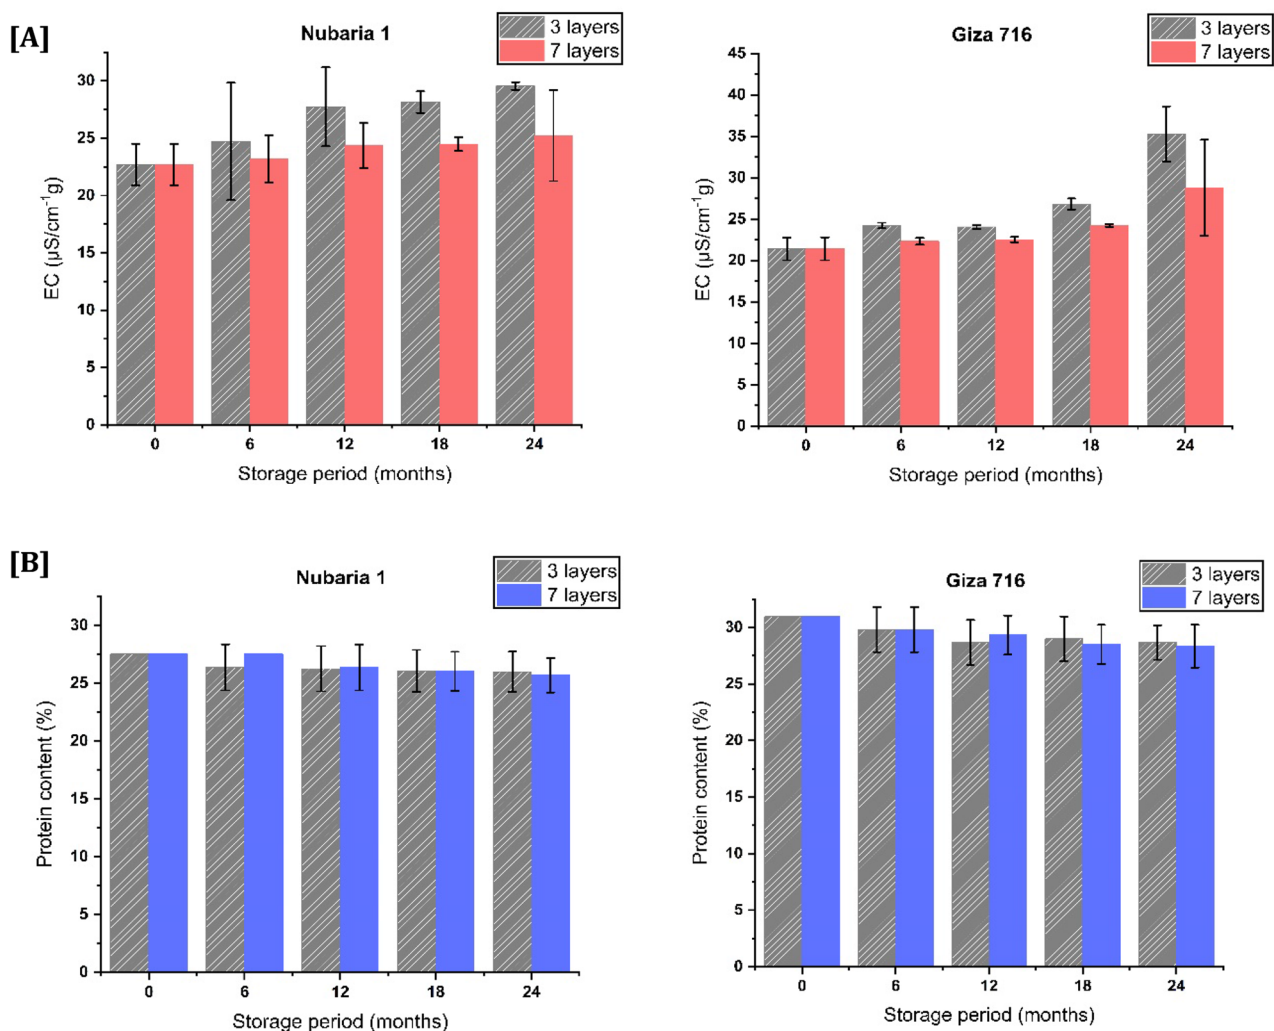 [A]
Nubaria 1
3 layers
7 layers
30
25
20
15
10
5
0
EC (µS/cm⁻¹g)
0 6 12 18 24
Storage period (months)
Giza 716
3 layers
7 layers
45
40
35
30
25
20
15
10
5
0
EC (µS/cm⁻¹g)
0 6 12 18 24
Storage period (months)
[B]
Nubaria 1
3 layers
7 layers
30
25
20
15
10
5
0
Protein content (%)
0 6 12 18 24
Storage period (months)
Giza 716
3 layers
7 layers
30
25
30
15
10
5
0
Protein content (%)
0 6 12 18 24
Storage period (months)